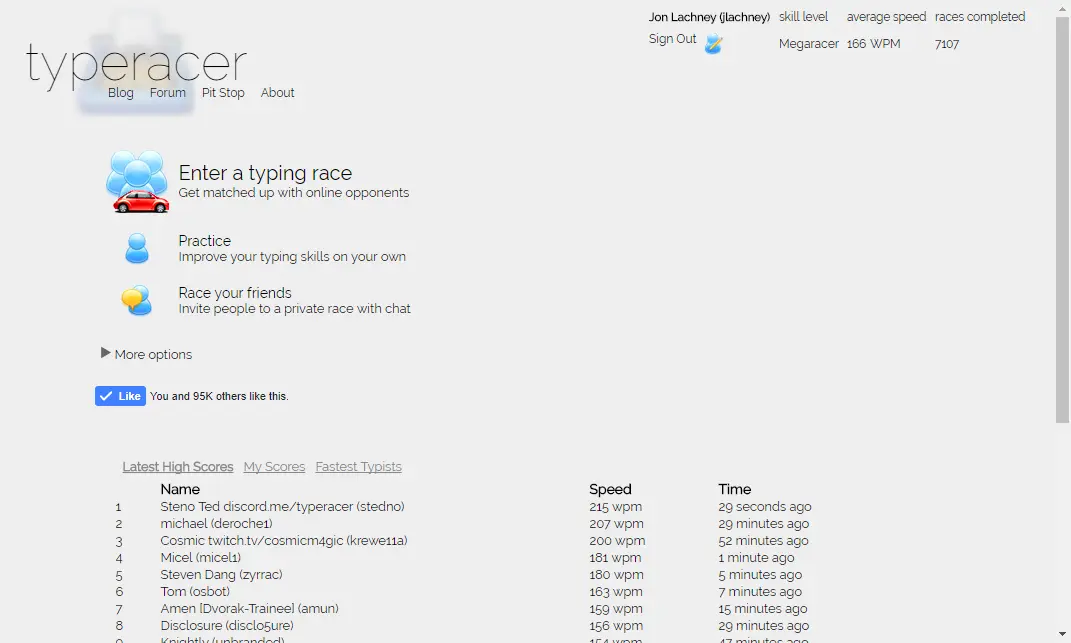 typeracer
Blog Forum Pit Stop About
Jon Lachney (jlachney) skill level average speed races completed
Sign Out Megaracer 166 WPM 7107
Enter a typing race
Get matched up with online opponents
Practice
Improve your typing skills on your own
Race your friends
Invite people to a private race with chat
More options
Like You and 95K others like this.
Latest High Scores My Scores Fastest Typists
Name Speed Time
1 Steno Ted discord.me/typeracer (stedno) 215 wpm 29 seconds ago
2 michael (deroche1) 207 wpm 29 minutes ago
3 Cosmic twitch.tv/cosmicm4gic (krewe11a) 200 wpm 52 minutes ago
4 Micel (micel1) 181 wpm 1 minute ago
5 Steven Dang (zyrrac) 180 wpm 5 minutes ago
6 Tom (osbot) 163 wpm 7 minutes ago
7 Amen [Dvorak-Trainee] (amun) 159 wpm 15 minutes ago
8 Disclosure (disclo5ure) 156 wpm 29 minutes ago
9 Knightly (unbranded) 154 wpm 47 minutes ago